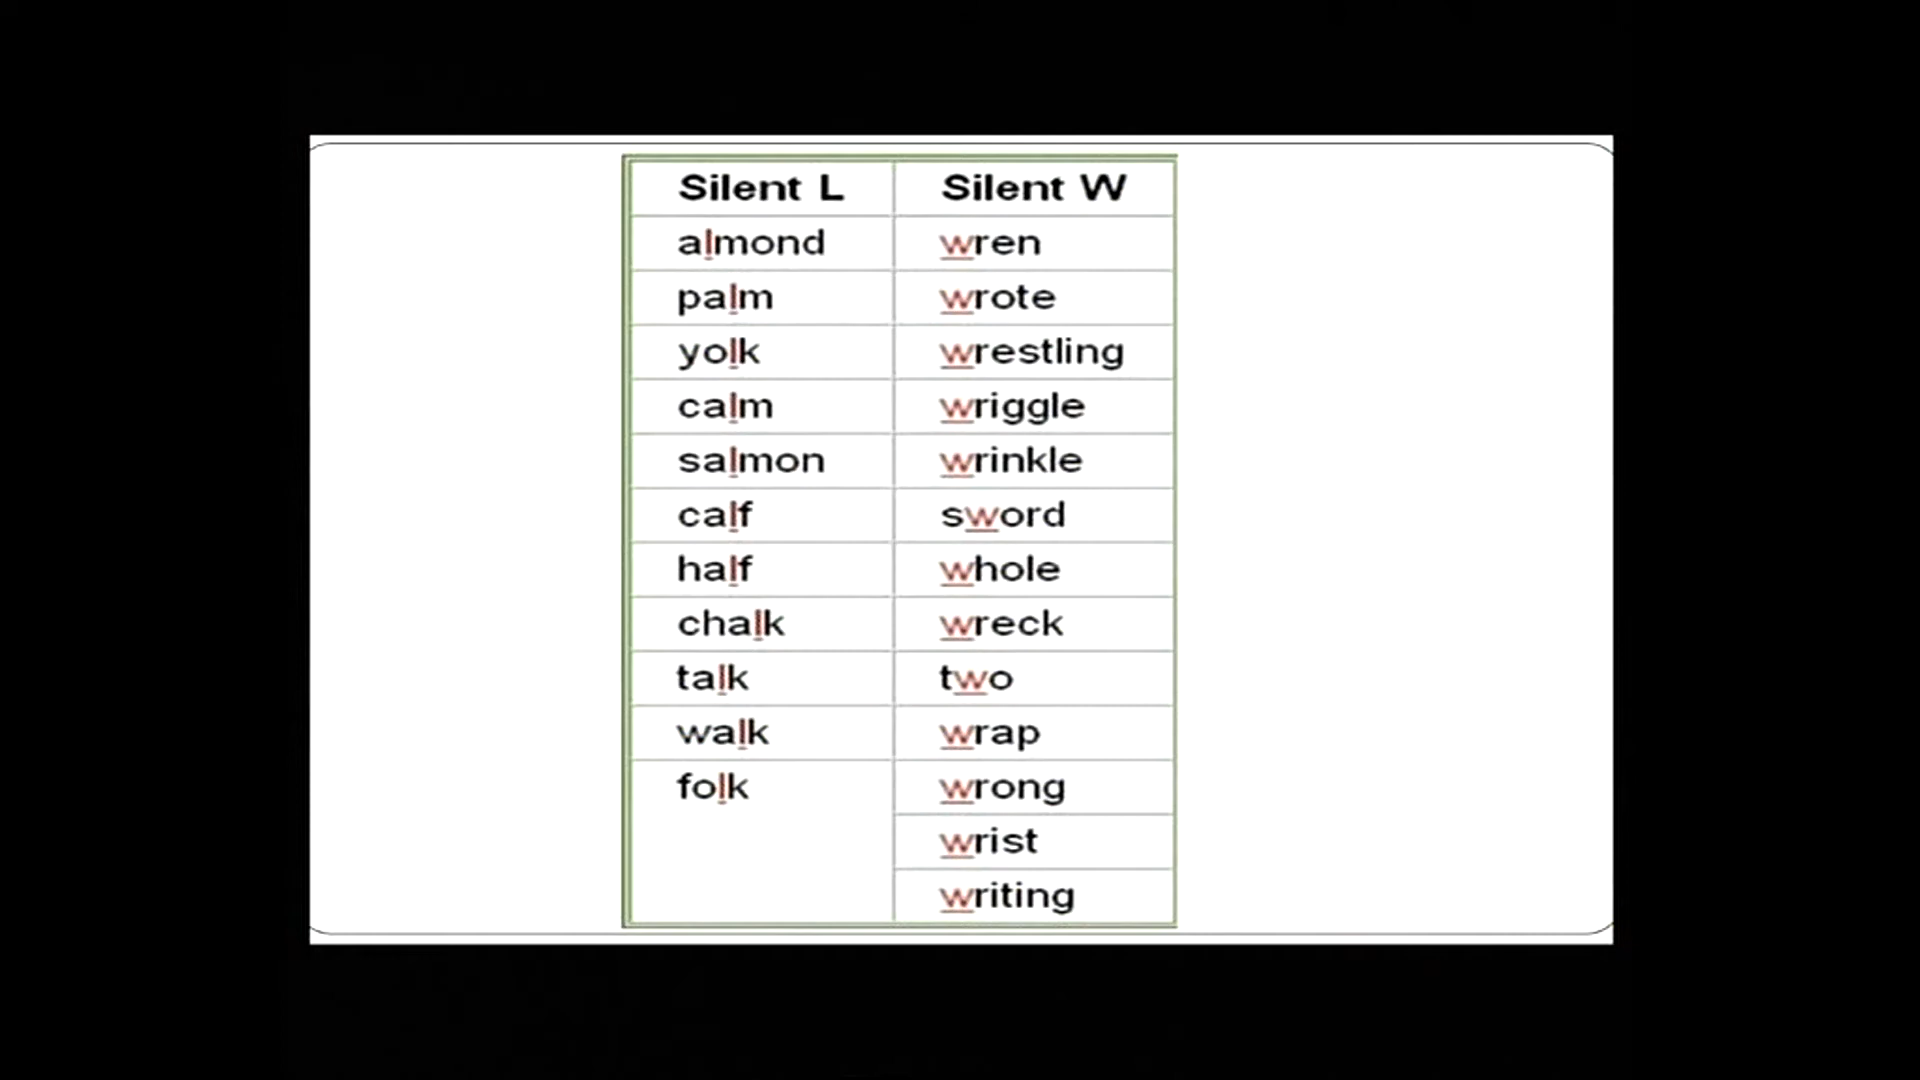 Silent L Silent W
almond wren
palm wrote
yolk wrestling
calm wriggle
salmon wrinkle
calf sword
half whole
chalk wreck
talk two
walk wrap
folk wrong
wrist
writing